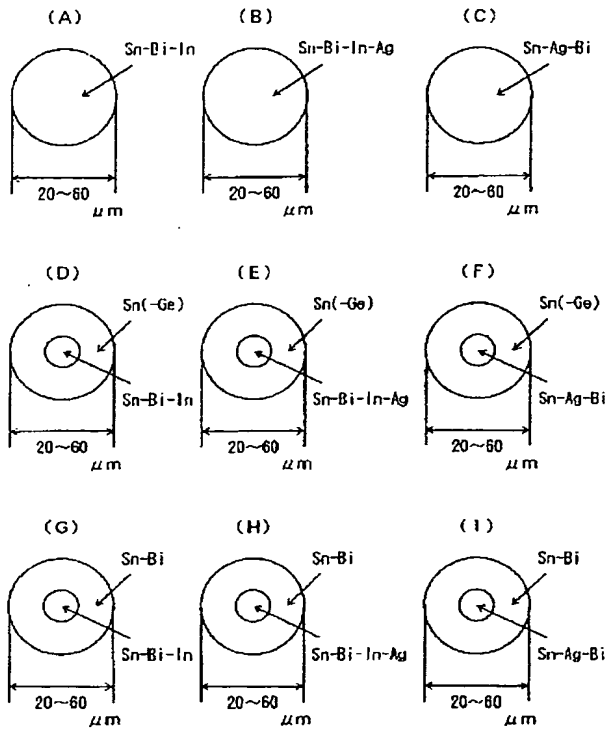 (A) (B) (C)
Sn-Bi-In Sn-Bi-In-Ag Sn-Ag-Bi
20~60 20~60 20~60
μm μm μm
(D) (E) (F)
Sn(-Ge) Sn(-Ge) Sn(-Ge)
Sn-Bi-In Sn-Bi-In-Ag Sn-Ag-Bi
20~60 20~60 20~60
μm μm μm
(G) (H) (I)
Sn-Bi Sn-Bi Sn-Bi
Sn-Bi-In Sn-Bi-In-Ag Sn-Ag-Bi
20~60 20~60 20~60
μm μm μm